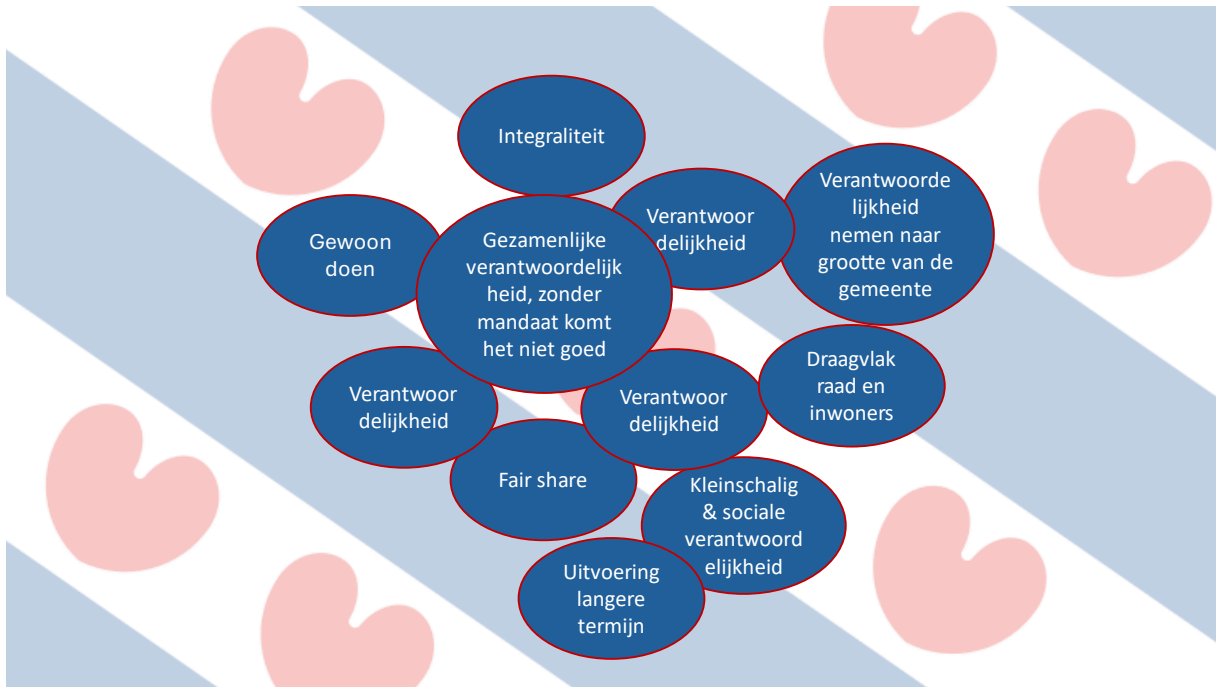 Integraliteit
Gewoon
doen
Gezamenlijke
verantwoordelijk
heid, zonder
mandaat komt
het niet goed
Verantwoor
delijkheid
Verantwoorde
lijkheid
nemen naar
grootte van de
gemeente
Verantwoor
delijkheid
Verantwoor
delijkheid
Draagvlak
raad en
inwoners
Fair share
Kleinschalig
& sociale
verantwoord
elijkheid
Uitvoering
langere
termijn